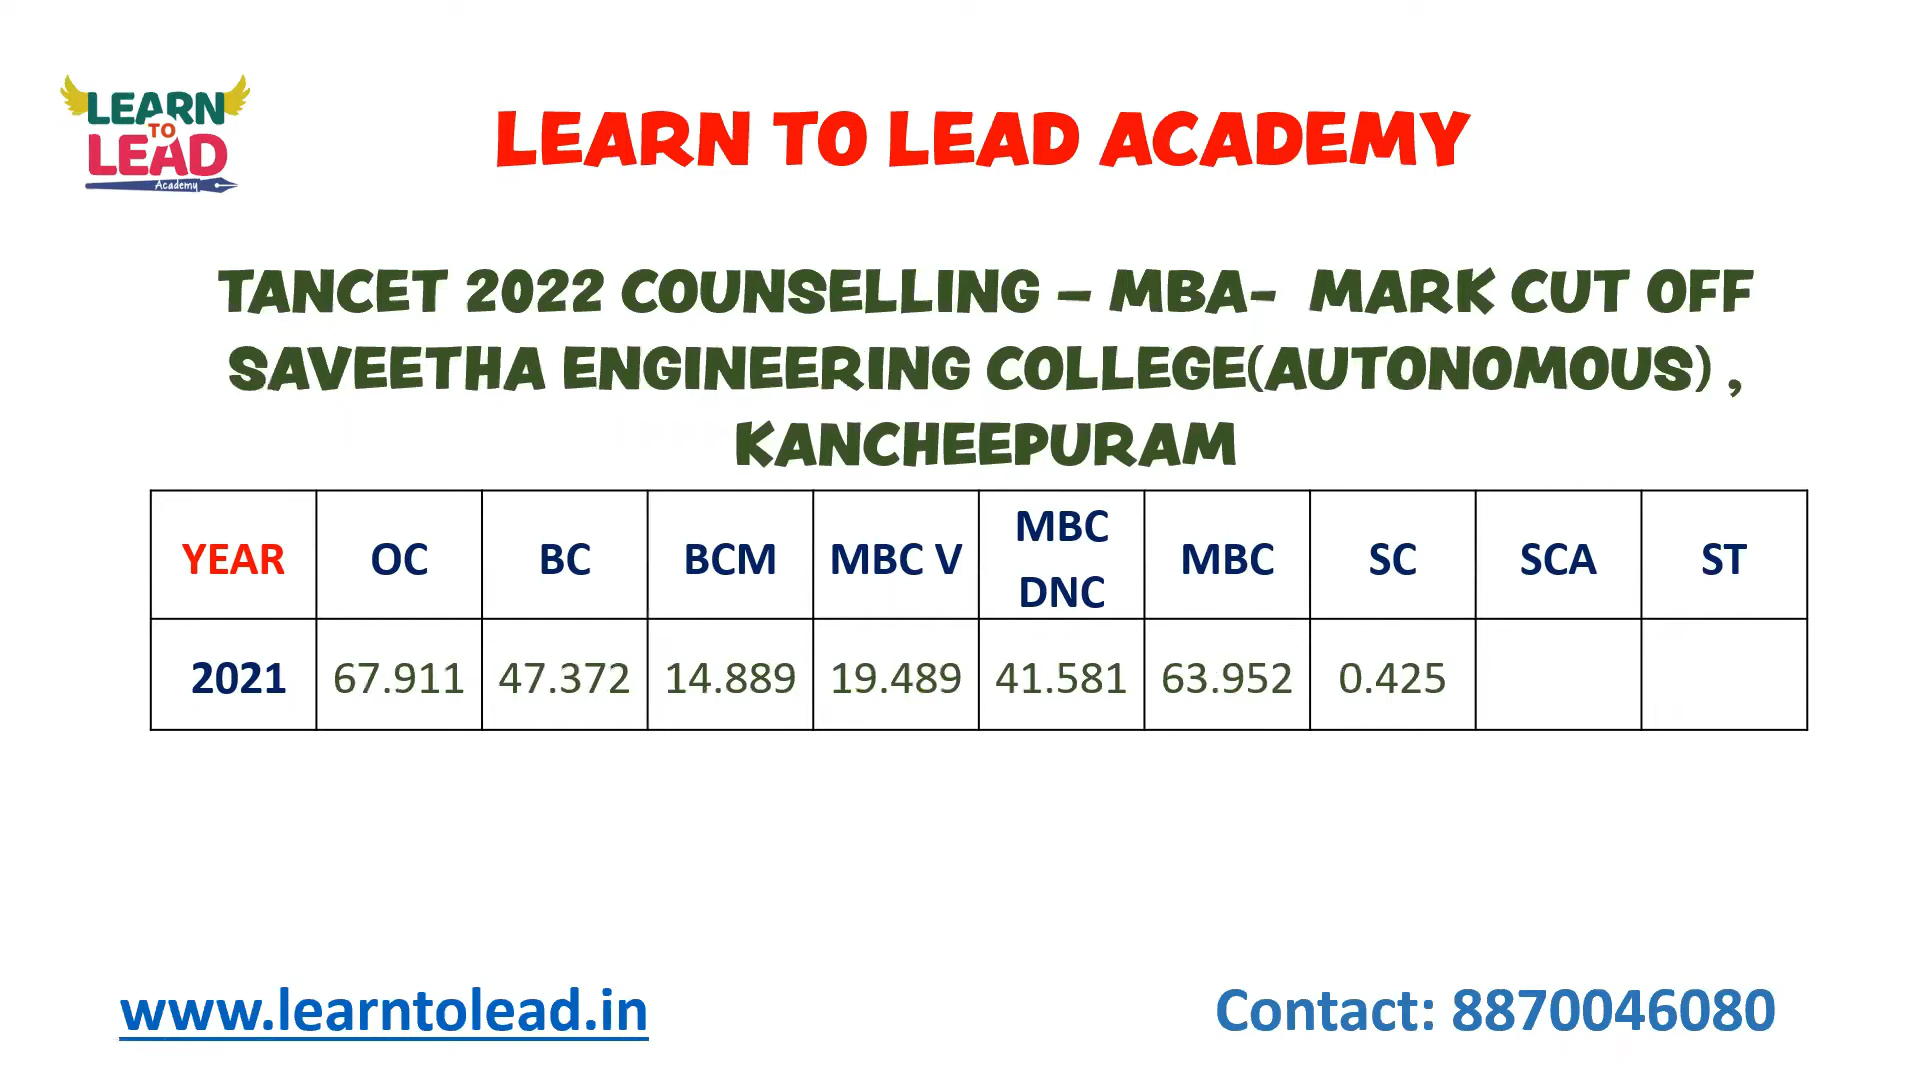 LEARN
TO
LEAD
Academy
LEARN TO LEAD ACADEMY
TANCET 2022 COUNSELLING – MBA- MARK CUT OFF
SAVEETHA ENGINEERING COLLEGE(AUTONOMOUS) ,
KANCHEEPURAM
YEAR OC BC BCM MBC V MBC DNC MBC SC SCA ST
2021 67.911 47.372 14.889 19.489 41.581 63.952 0.425
www.learntolead.in Contact: 8870046080